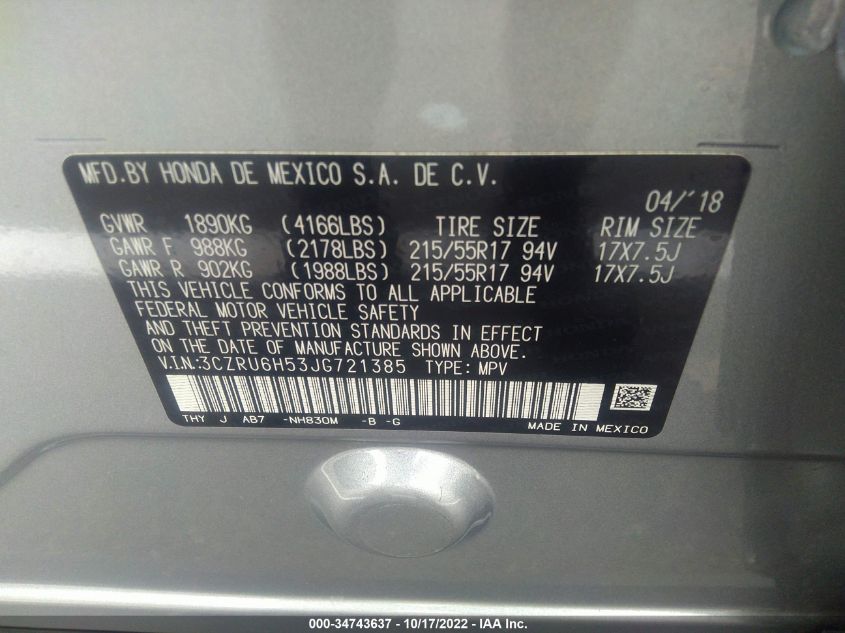 MFD.BY HONDA DE MEXICO S.A. DE C.V.
04/'18
GVWR 1890KG (4166LBS) TIRE SIZE RIM SIZE
GAWR F 988KG (2178LBS) 215/55R17 94V 17X7.5J
GAWR R 902KG (1988LBS) 215/55R17 94V 17X7.5J
THIS VEHICLE CONFORMS TO ALL APPLICABLE
FEDERAL MOTOR VEHICLE SAFETY
AND THEFT PREVENTION STANDARDS IN EFFECT
ON THE DATE OF MANUFACTURE SHOWN ABOVE.
V.I.N.:3CZRU6H53JG721385 TYPE: MPV
THY J AB7 -NH830M -B -G
MADE IN MEXICO
000-34743637 - 10/17/2022 - IAA Inc.